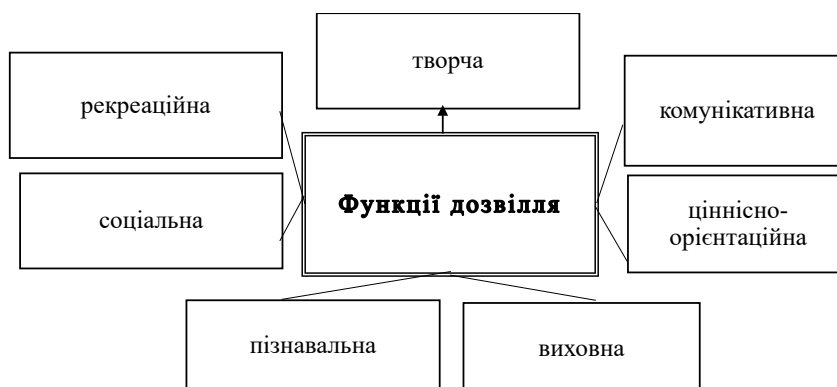 творча
рекреаційна
комунікативна
Функції дозвілля
соціальна
ціннісно-
орієнтаційна
пізнавальна
виховна